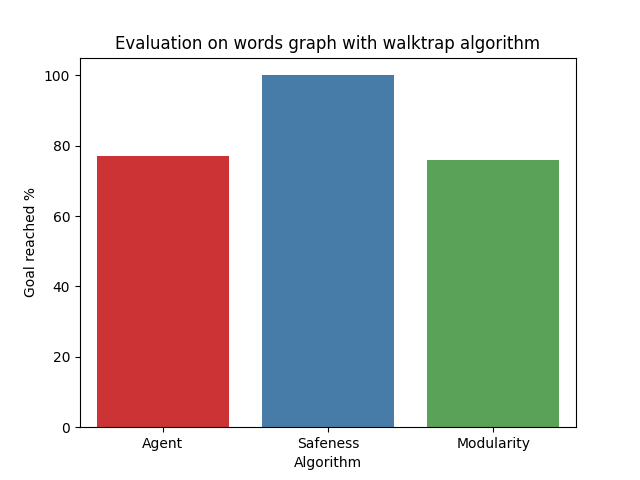 Evaluation on words graph with walktrap algorithm
100
80
60
40
20
0
Goal reached %
Agent
Safeness
Modularity
Algorithm